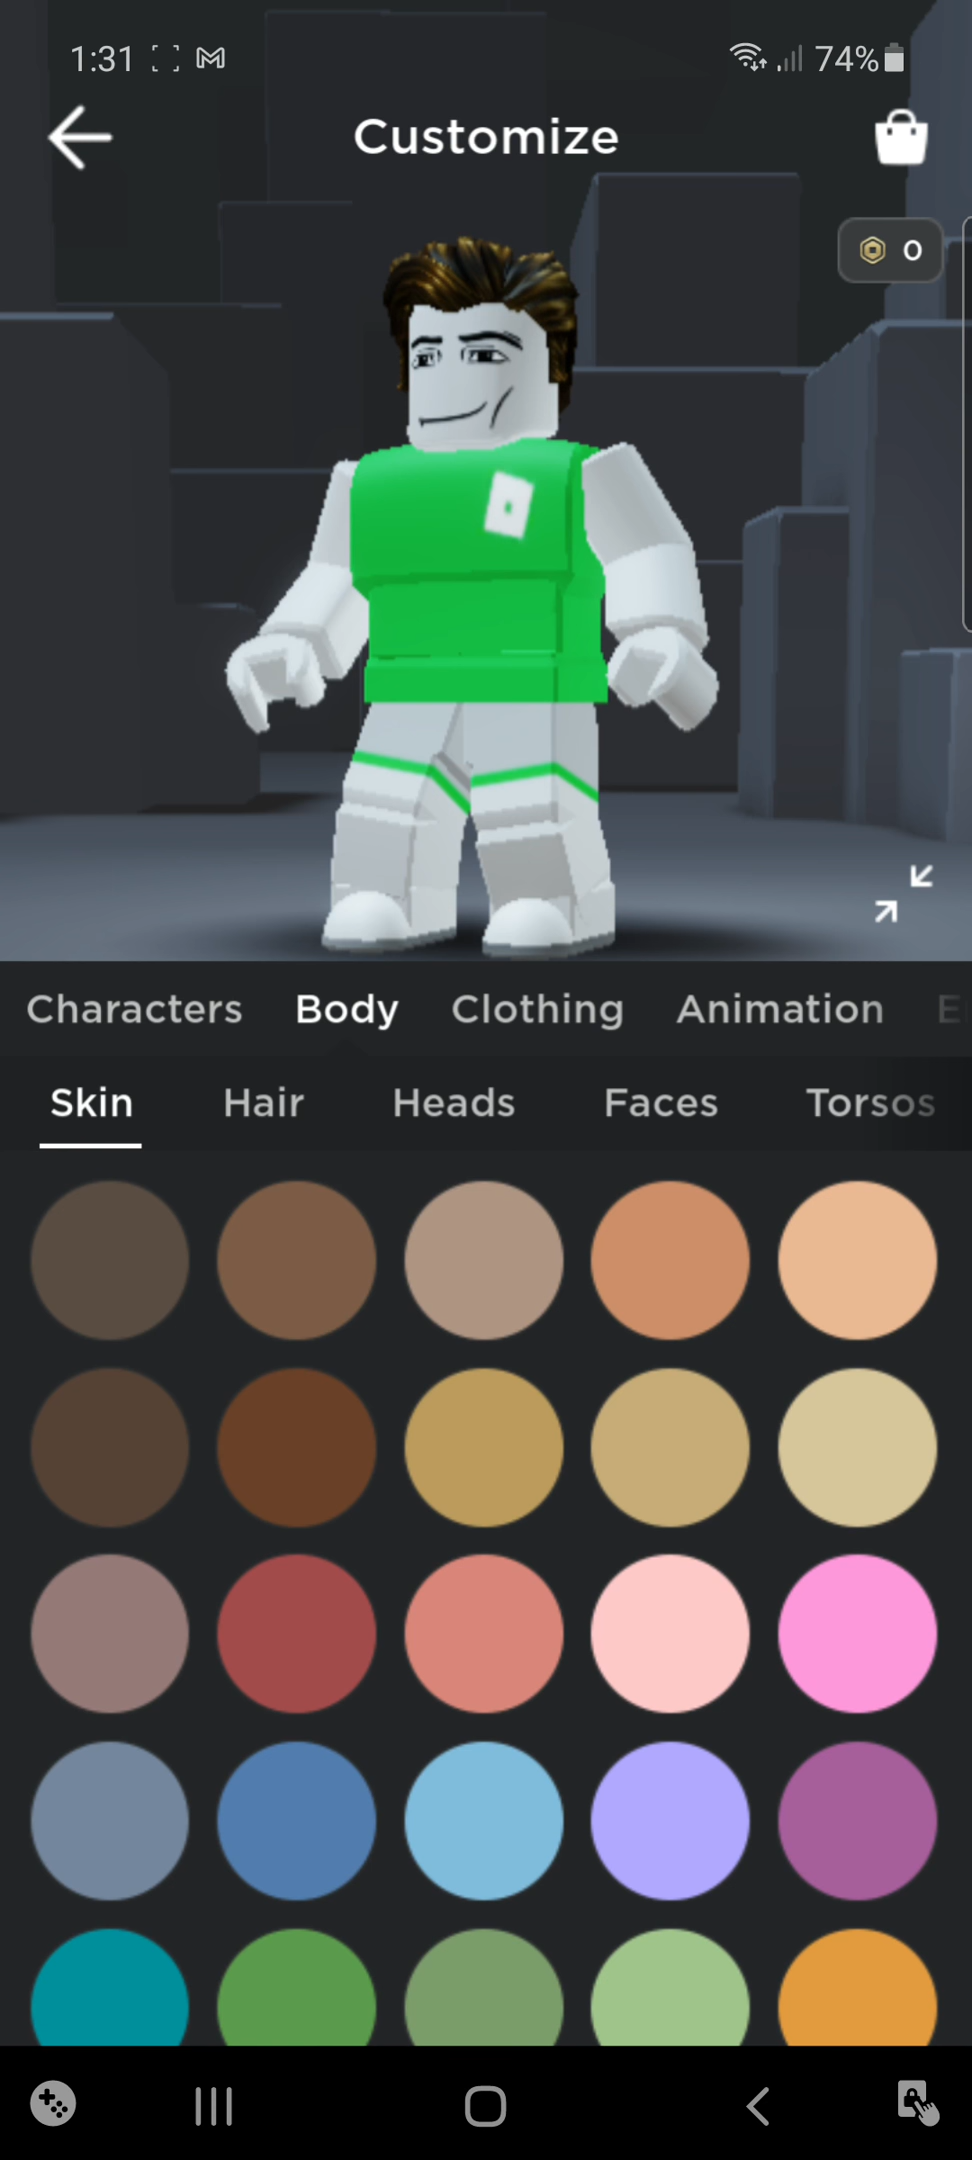 1:31 74%
Customize
0
Characters Body Clothing Animation E
Skin Hair Heads Faces Torsos